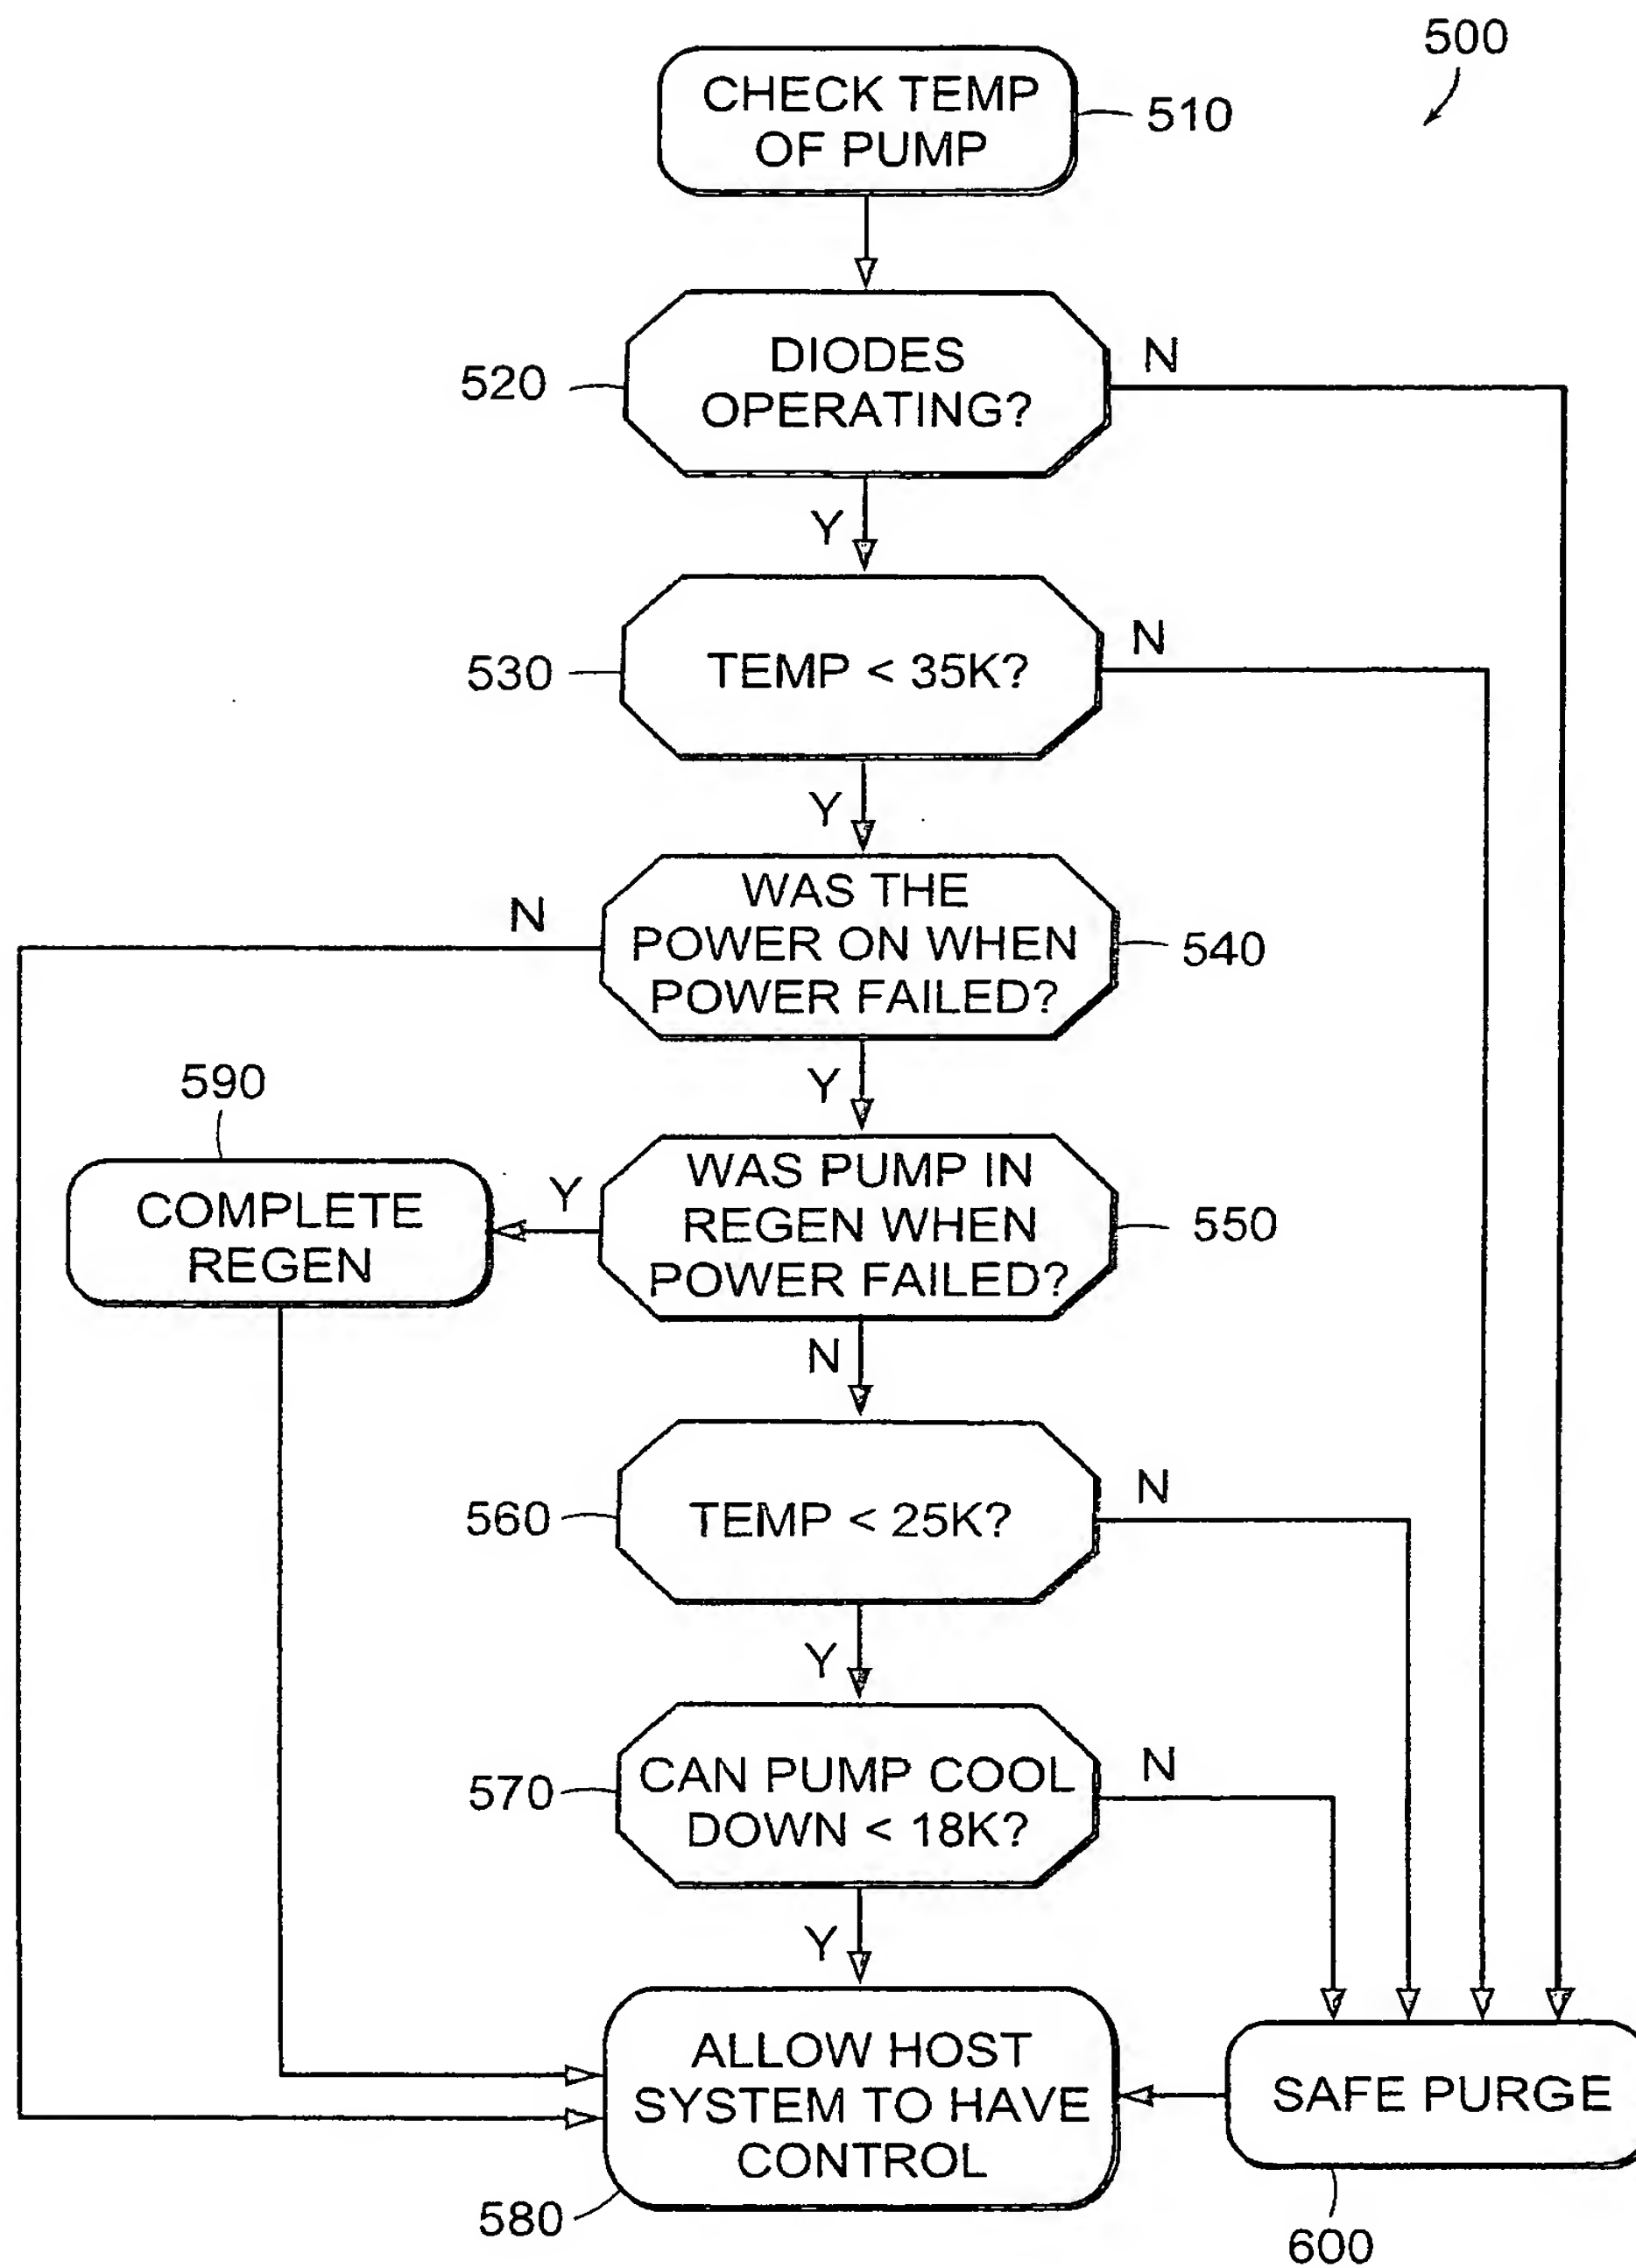 500
CHECK TEMP
OF PUMP
510
DIODES
OPERATING?
520
N
Y
TEMP < 35K?
530
N
Y
WAS THE
POWER ON WHEN
POWER FAILED?
540
N
Y
590
COMPLETE
REGEN
Y
WAS PUMP IN
REGEN WHEN
POWER FAILED?
550
N
TEMP < 25K?
560
N
Y
CAN PUMP COOL
DOWN < 18K?
570
N
Y
ALLOW HOST
SYSTEM TO HAVE
CONTROL
580
SAFE PURGE
600